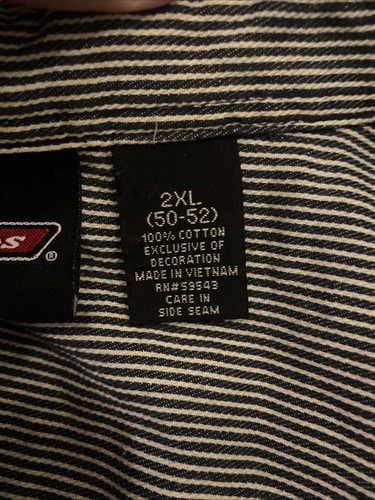 2XL
(50-52)
100% COTTON
EXCLUSIVE OF
DECORATION
MADE IN VIETNAM
RN#59543
CARE IN
SIDE SEAM
®